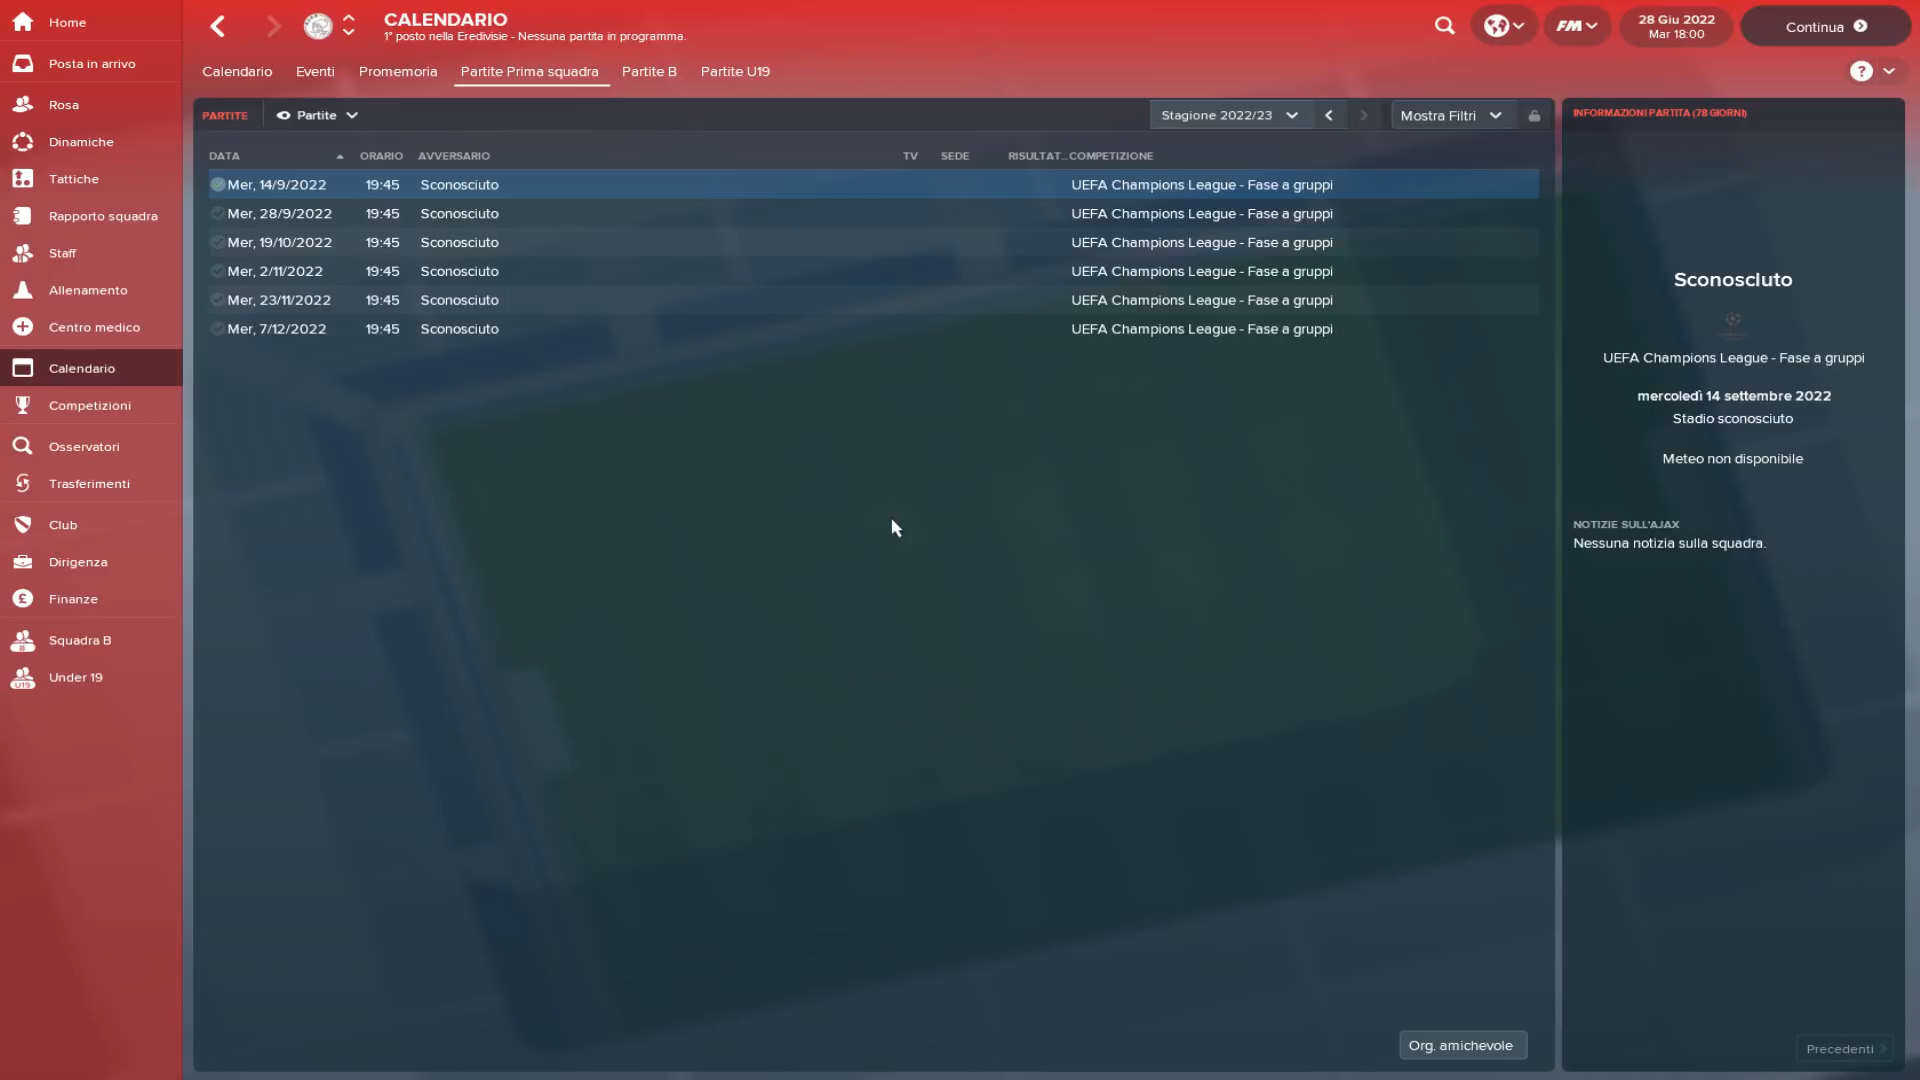 Home
Posta in arrivo
Rosa
Dinamiche
Tattiche
Rapporto squadra
Staff
Allenamento
Centro medico
Calendario
Competizioni
Osservatori
Trasferimenti
Club
Dirigenza
Finanze
Squadra B
Under 19
CALENDARIO
1° posto nella Eredivisie - Nessuna partita in programma.
FM
28 Giu 2022
Mar 18:00
Continua
Calendario Eventi Promemoria Partite Prima squadra Partite B Partite U19
?
PARTITE Partite Stagione 2022/23 Mostra Filtri
DATA ORARIO AVVERSARIO TV SEDE RISULTAT... COMPETIZIONE
Mer, 14/9/2022 19:45 Sconosciuto UEFA Champions League - Fase a gruppi
Mer, 28/9/2022 19:45 Sconosciuto UEFA Champions League - Fase a gruppi
Mer, 19/10/2022 19:45 Sconosciuto UEFA Champions League - Fase a gruppi
Mer, 2/11/2022 19:45 Sconosciuto UEFA Champions League - Fase a gruppi
Mer, 23/11/2022 19:45 Sconosciuto UEFA Champions League - Fase a gruppi
Mer, 7/12/2022 19:45 Sconosciuto UEFA Champions League - Fase a gruppi
Org. amichevole
INFORMAZIONI PARTITA (78 GIORNI)
Sconosciuto
UEFA Champions League - Fase a gruppi
mercoledì 14 settembre 2022
Stadio sconosciuto
Meteo non disponibile
NOTIZIE SULL'AJAX
Nessuna notizia sulla squadra.
Precedenti